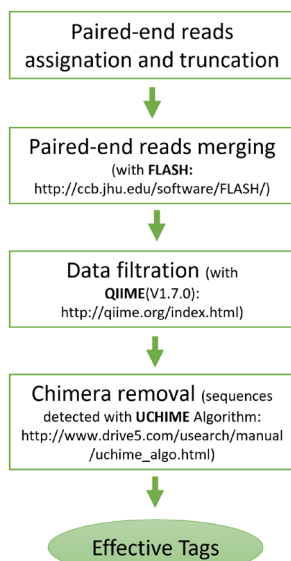 Paired-end reads
assignation and truncation
Paired-end reads merging
(with FLASH:
http://ccb.jhu.edu/software/FLASH/)
Data filtration (with
QIIME(V1.7.0):
http://qiime.org/index.html)
Chimera removal (sequences
detected with UCHIME Algorithm:
http://www.drive5.com/usearch/manual
/uchime_algo.html)
Effective Tags